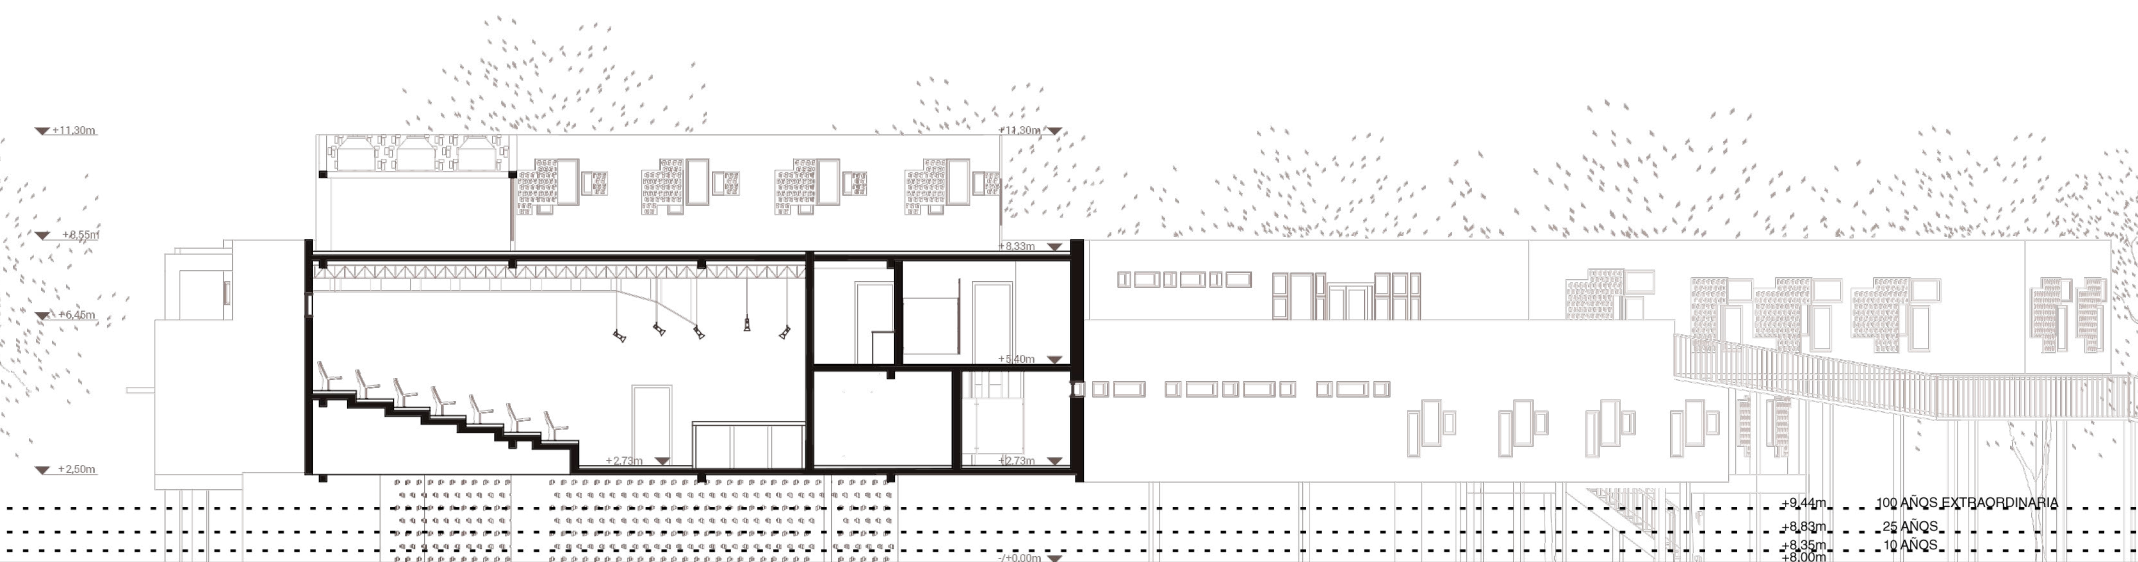 +11,30m
+11,30m
+8,55m
+8,33m
+6,45m
+5,40m
+2,50m
+2,73m
+2,73m
+9,44m 100 AÑOS EXTRAORDINARIA
+8,83m 25 AÑOS
+8,35m 10 AÑOS
-/+0,00m
+8,00m